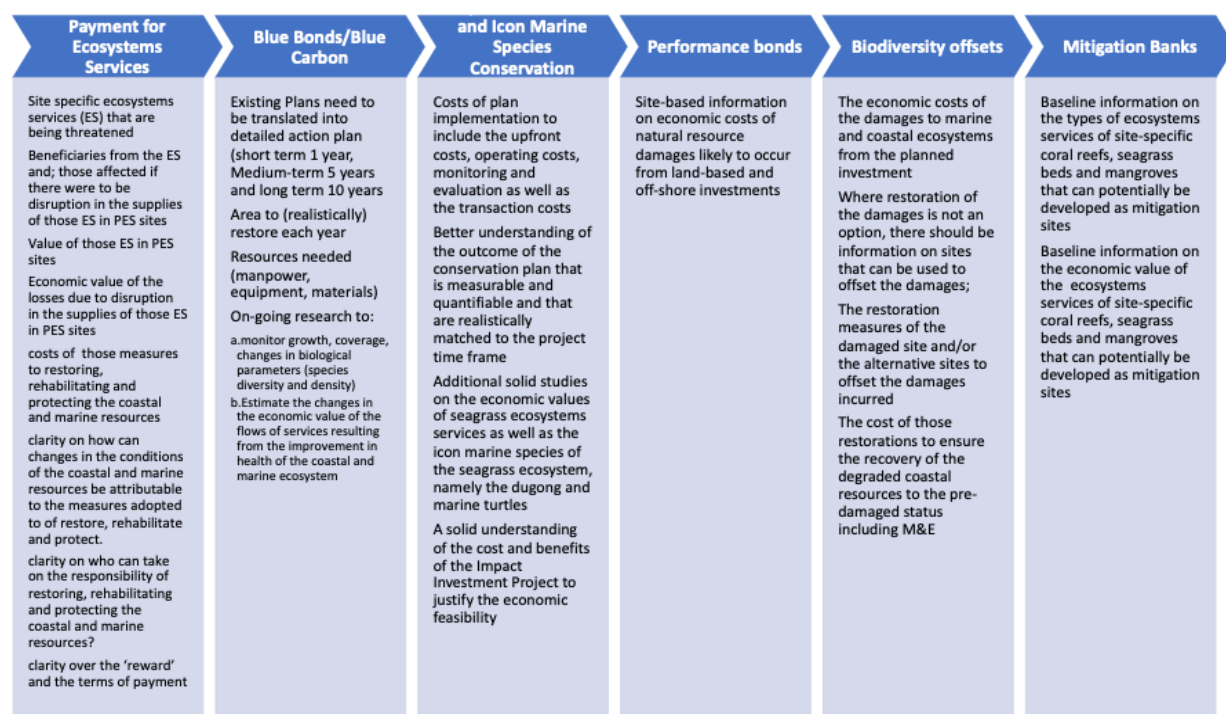 Payment for
Ecosystems
Services
Site specific ecosystems
services (ES) that are
being threatened
Beneficiaries from the ES
and; those affected if
there were to be
disruption in the supplies
of those ES in PES sites
Value of those ES in PES
sites
Economic value of the
losses due to disruption
in the supplies of those ES
in PES sites
costs of those measures
to restoring,
rehabilitating and
protecting the coastal
and marine resources
clarity on how can
changes in the conditions
of the coastal and marine
resources be attributable
to the measures adopted
to of restore, rehabilitate
and protect.
clarity on who can take
on the responsibility of
restoring, rehabilitating
and protecting the
coastal and marine
resources?
clarity over the ‘reward’
and the terms of payment
Blue Bonds/Blue
Carbon
Existing Plans need to
be translated into
detailed action plan
(short term 1 year,
Medium-term 5 years
and long term 10 years
Area to (realistically)
restore each year
Resources needed
(manpower,
equipment, materials)
On-going research to:
a.monitor growth, coverage,
changes in biological
parameters (species
diversity and density)
b.Estimate the changes in
the economic value of the
flows of services resulting
from the improvement in
health of the coastal and
marine ecosystem
and Icon Marine
Species
Conservation
Costs of plan
implementation to
include the upfront
costs, operating costs,
monitoring and
evaluation as well as
the transaction costs
Better understanding of
the outcome of the
conservation plan that
is measurable and
quantifiable and that
are realistically
matched to the project
time frame
Additional solid studies
on the economic values
of seagrass ecosystems
services as well as the
icon marine species of
the seagrass ecosystem,
namely the dugong and
marine turtles
A solid understanding
of the cost and benefits
of the Impact
Investment Project to
justify the economic
feasibility
Performance bonds
Site-based information
on economic costs of
natural resource
damages likely to occur
from land-based and
off-shore investments
Biodiversity offsets
The economic costs of
the damages to marine
and coastal ecosystems
from the planned
investment
Where restoration of
the damages is not an
option, there should be
information on sites
that can be used to
offset the damages;
The restoration
measures of the
damaged site and/or
the alternative sites to
offset the damages
incurred
The cost of those
restorations to ensure
the recovery of the
degraded coastal
resources to the pre-
damaged status
including M&E
Mitigation Banks
Baseline information on
the types of ecosystems
services of site-specific
coral reefs, seagrass
beds and mangroves
that can potentially be
developed as mitigation
sites
Baseline information on
the economic value of
the ecosystems
services of site-specific
coral reefs, seagrass
beds and mangroves
that can potentially be
developed as mitigation
sites